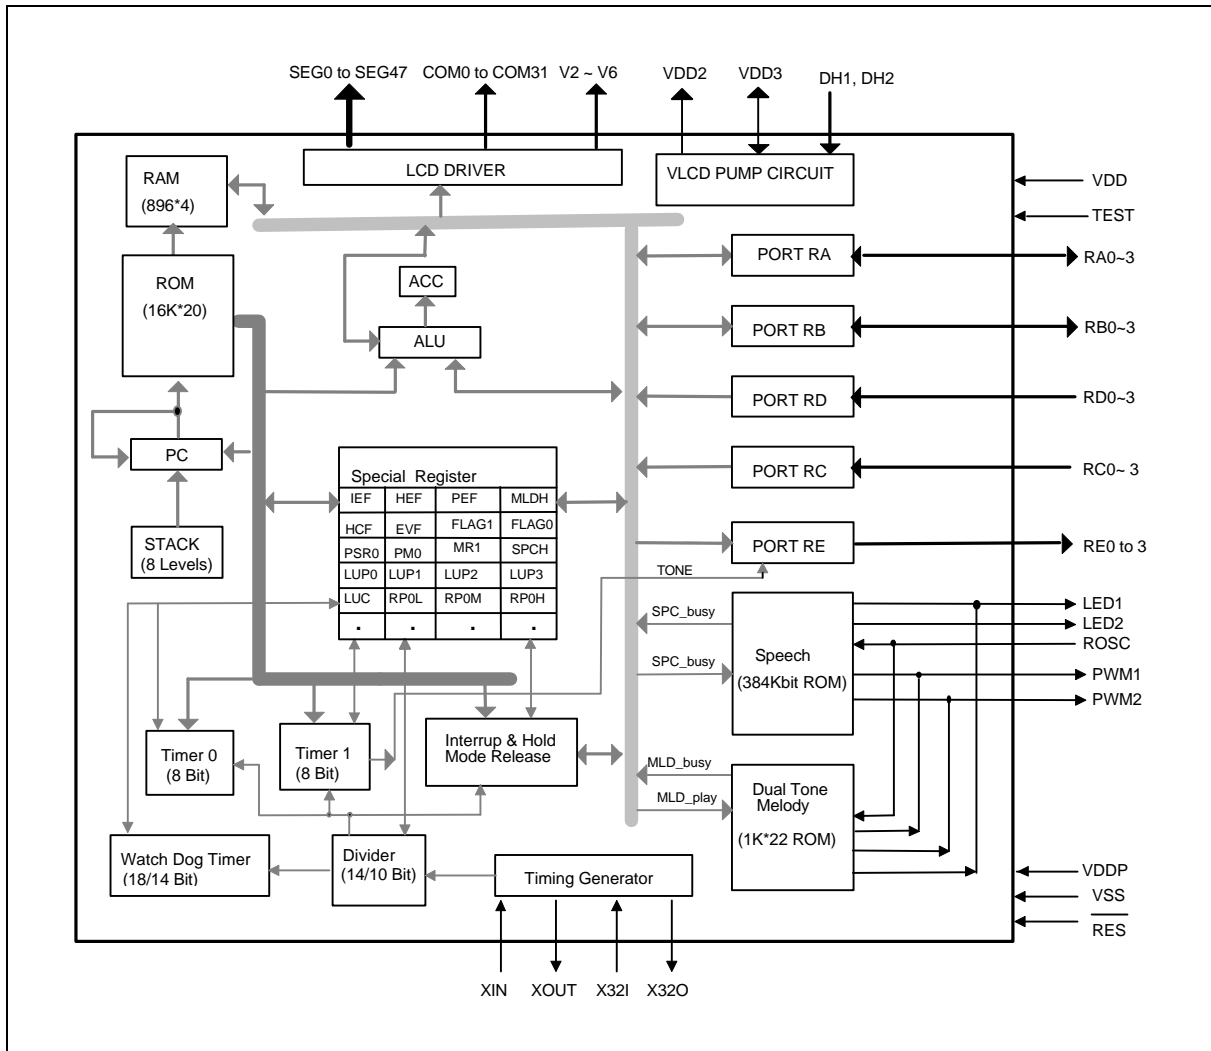 SEG0 to SEG47 COM0 to COM31 V2 ~ V6 VDD2 VDD3 DH1, DH2
LCD DRIVER
VLCD PUMP CIRCUIT
RAM
(896*4)
VDD
TEST
ROM
(16K*20)
ACC
ALU
PORT RA
RA0~3
PORT RB
RB0~3
PORT RD
RD0~3
PORT RC
RC0~ 3
PORT RE
RE0 to 3
PC
STACK
(8 Levels)
Special Register
IEF HEF PEF MLDH
HCF EVF FLAG1 FLAG0
PSR0 PM0 MR1 SPCH
LUP0 LUP1 LUP2 LUP3
LUC RP0L RP0M RP0H
. . . .
TONE
SPC_busy
SPC_busy
Speech
(384Kbit ROM)
LED1
LED2
ROSC
PWM1
PWM2
Timer 0
(8 Bit)
Timer 1
(8 Bit)
Interrup & Hold
Mode Release
MLD_busy
MLD_play
Dual Tone
Melody
(1K*22 ROM)
Watch Dog Timer
(18/14 Bit)
Divider
(14/10 Bit)
Timing Generator
VDDP
VSS
RES
XIN XOUT X32I X32O